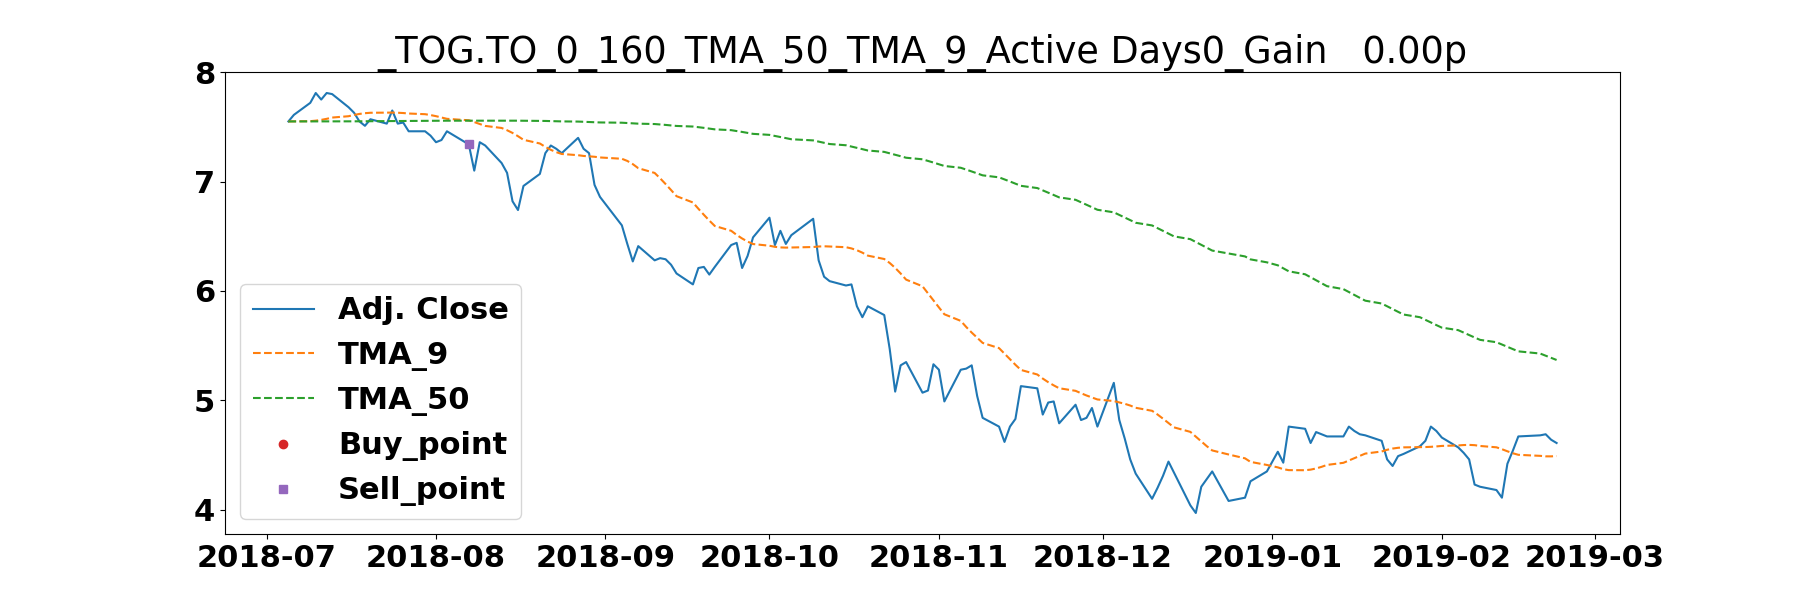 _TOG.TO_0_160_TMA_50_TMA_9_Active Days0_Gain   0.00p
8
7
6
5
4
Adj. Close
TMA_9
TMA_50
Buy_point
Sell_point
2018-07 2018-08 2018-09 2018-10 2018-11 2018-12 2019-01 2019-02 2019-03